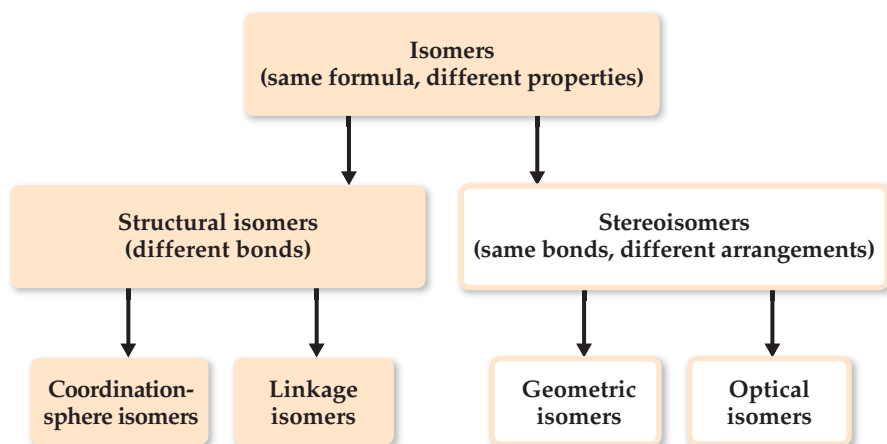 Isomers
(same formula, different properties)
Structural isomers
(different bonds)
Stereoisomers
(same bonds, different arrangements)
Coordination-
sphere isomers
Linkage
isomers
Geometric
isomers
Optical
isomers